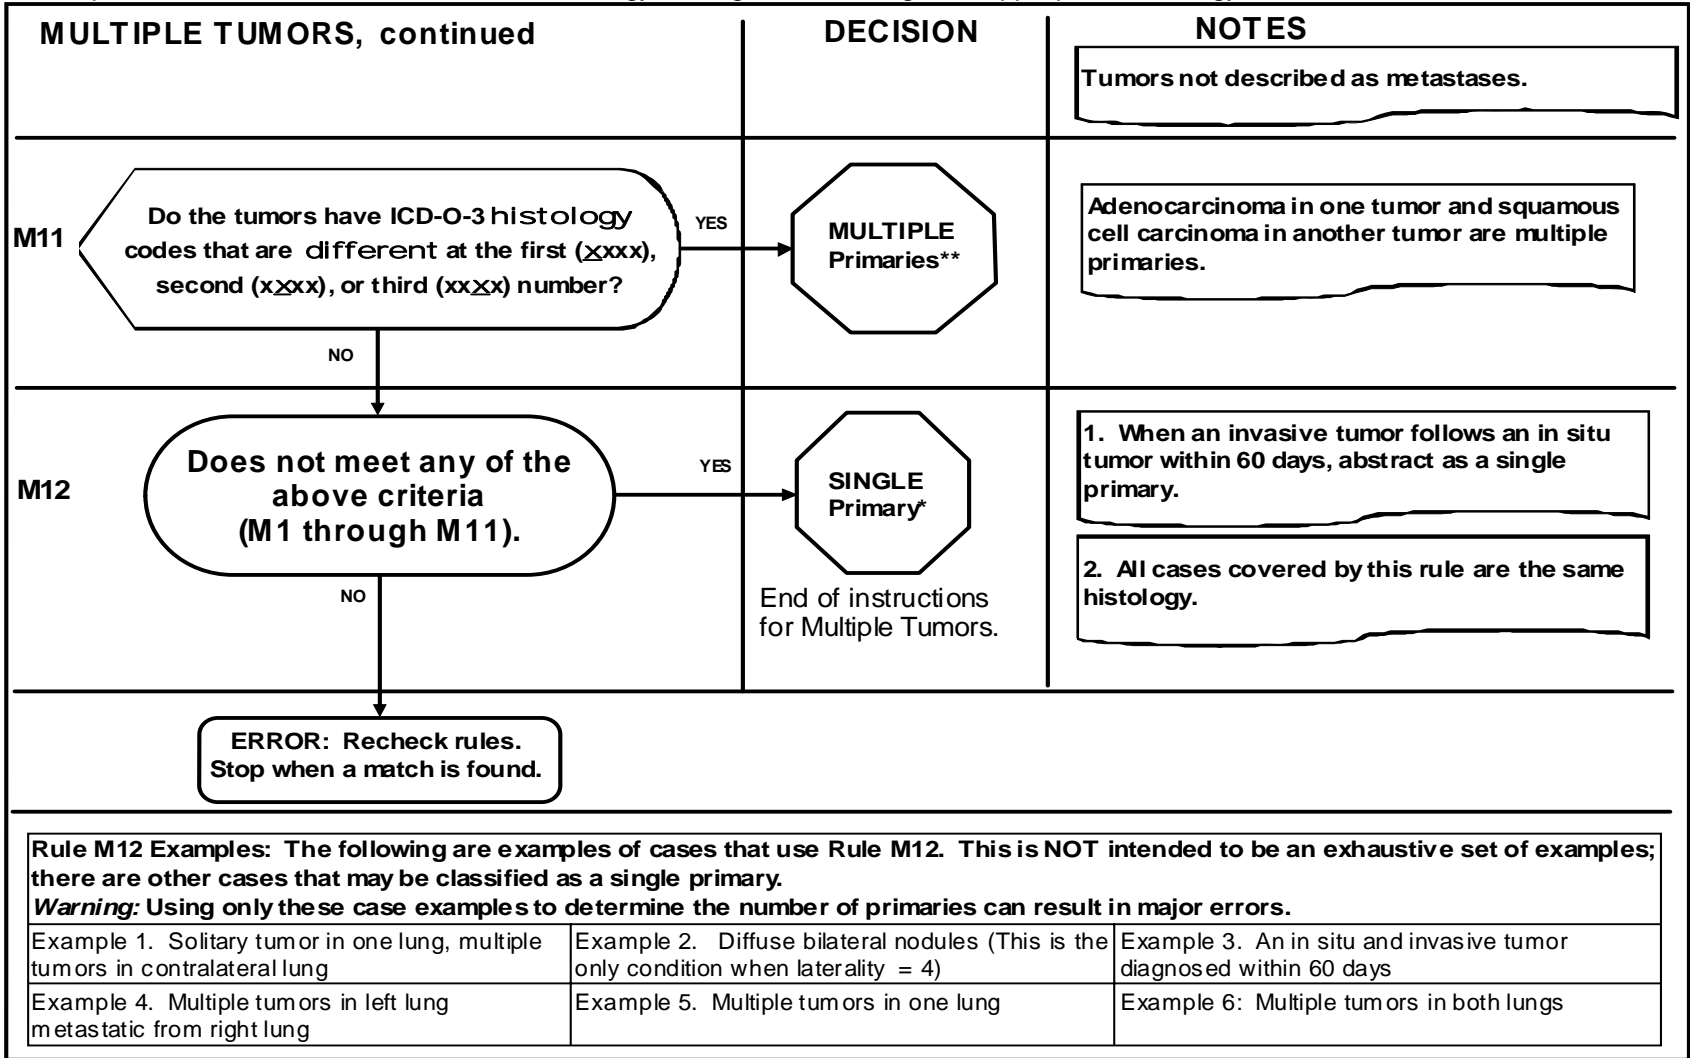 MULTIPLE TUMORS, continued
DECISION
NOTES
Tumors not described as metastases.
M11
Do the tumors have ICD-O-3 histology
codes that are different at the first (xxxx),
second (xxxx), or third (xxxx) number?
YES
MULTIPLE
Primaries**
Adenocarcinoma in one tumor and squamous
cell carcinoma in another tumor are multiple
primaries.
NO
M12
Does not meet any of the
above criteria
(M1 through M11).
YES
SINGLE
Primary*
End of instructions
for Multiple Tumors.
1. When an invasive tumor follows an in situ
tumor within 60 days, abstract as a single
primary.
2. All cases covered by this rule are the same
histology.
NO
ERROR: Recheck rules.
Stop when a match is found.
Rule M12 Examples: The following are examples of cases that use Rule M12. This is NOT intended to be an exhaustive set of examples;
there are other cases that may be classified as a single primary.
Warning: Using only these case examples to determine the number of primaries can result in major errors.
Example 1. Solitary tumor in one lung, multiple
tumors in contralateral lung
Example 2. Diffuse bilateral nodules (This is the
only condition when laterality = 4)
Example 3. An in situ and invasive tumor
diagnosed within 60 days
Example 4. Multiple tumors in left lung
metastatic from right lung
Example 5. Multiple tumors in one lung
Example 6: Multiple tumors in both lungs